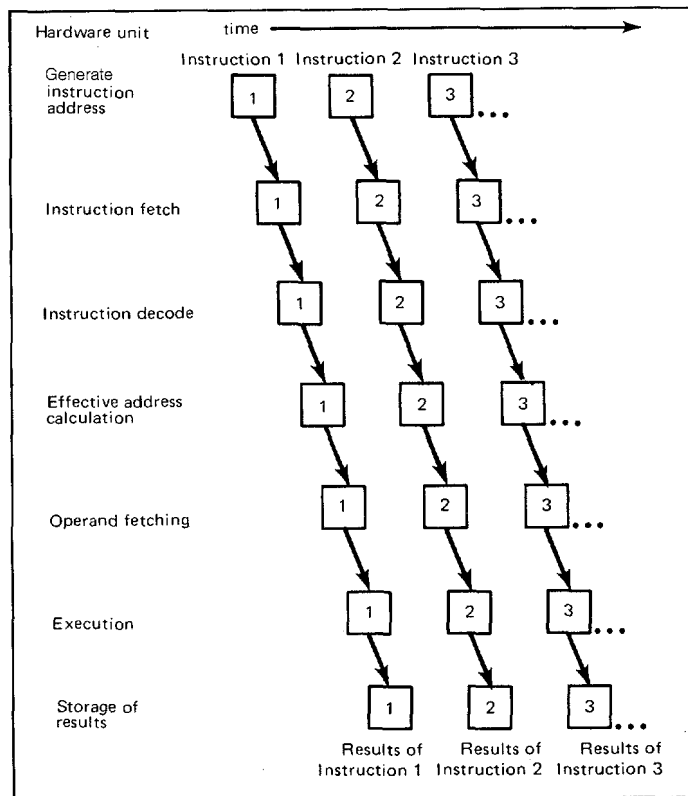 Hardware unit time
Instruction 1 Instruction 2 Instruction 3
Generate
instruction
address
1 2 3 ...
Instruction fetch
1 2 3 ...
Instruction decode
1 2 3 ...
Effective address
calculation
1 2 3 ...
Operand fetching
1 2 3 ...
Execution
1 2 3 ...
Storage of
results
1 2 3 ...
Results of Results of Results of
Instruction 1 Instruction 2 Instruction 3